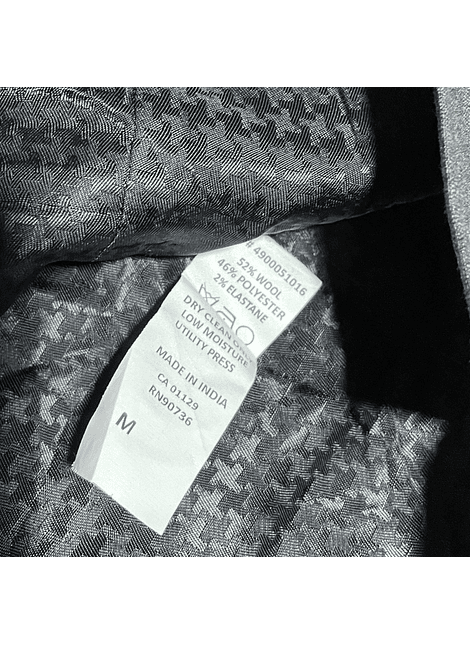 # 4900051016
52% WOOL
46% POLYESTER
2% ELASTANE
DRY CLEAN ONLY
LOW MOISTURE
UTILITY PRESS
MADE IN INDIA
CA 01129
RN90736
M